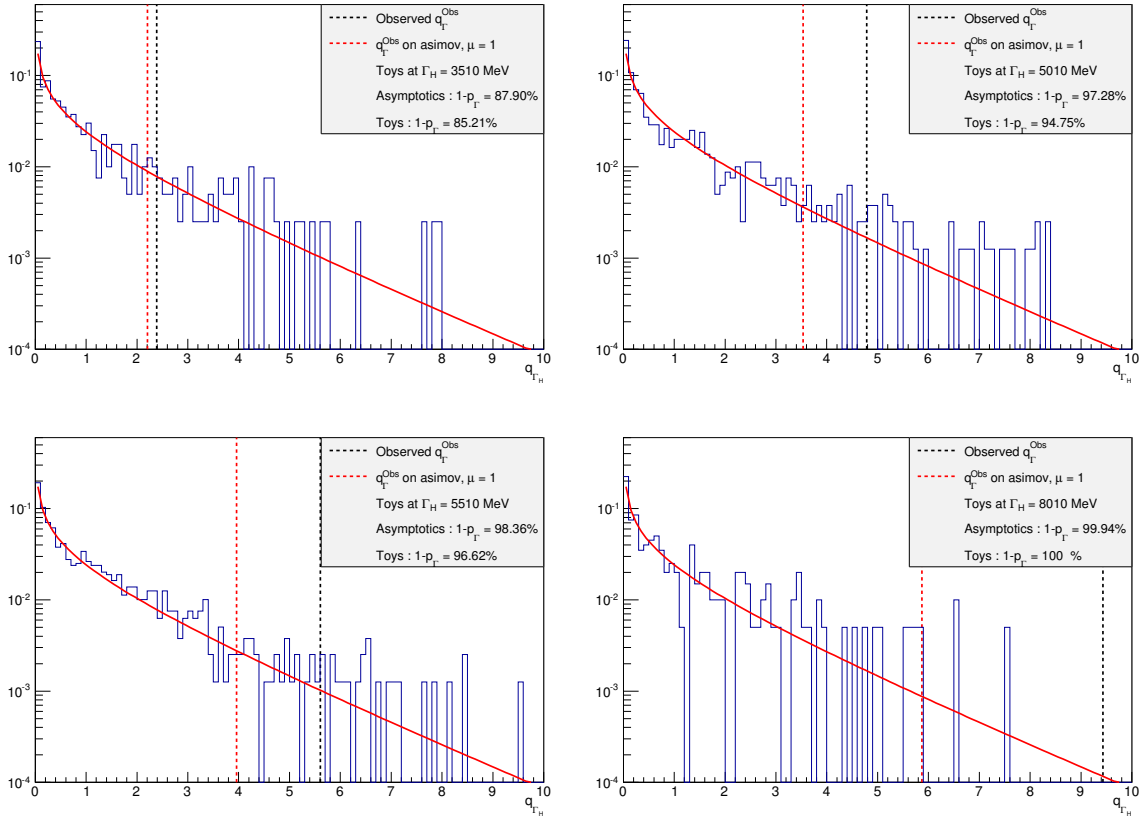 Observed q_Γ^Obs
q_Γ^Obs on asimov, μ = 1
Toys at Γ_H = 3510 MeV
Asymptotics : 1-p_Γ = 87.90%
Toys : 1-p_Γ = 85.21%
10^-1
10^-2
10^-3
10^-4
0 1 2 3 4 5 6 7 8 9 10
q_Γ_H
Observed q_Γ^Obs
q_Γ^Obs on asimov, μ = 1
Toys at Γ_H = 5010 MeV
Asymptotics : 1-p_Γ = 97.28%
Toys : 1-p_Γ = 94.75%
10^-1
10^-2
10^-3
10^-4
0 1 2 3 4 5 6 7 8 9 10
q_Γ_H
Observed q_Γ^Obs
q_Γ^Obs on asimov, μ = 1
Toys at Γ_H = 5510 MeV
Asymptotics : 1-p_Γ = 98.36%
Toys : 1-p_Γ = 96.62%
10^-1
10^-2
10^-3
10^-4
0 1 2 3 4 5 6 7 8 9 10
q_Γ_H
Observed q_Γ^Obs
q_Γ^Obs on asimov, μ = 1
Toys at Γ_H = 8010 MeV
Asymptotics : 1-p_Γ = 99.94%
Toys : 1-p_Γ = 100 %
10^-1
10^-2
10^-3
10^-4
0 1 2 3 4 5 6 7 8 9 10
q_Γ_H